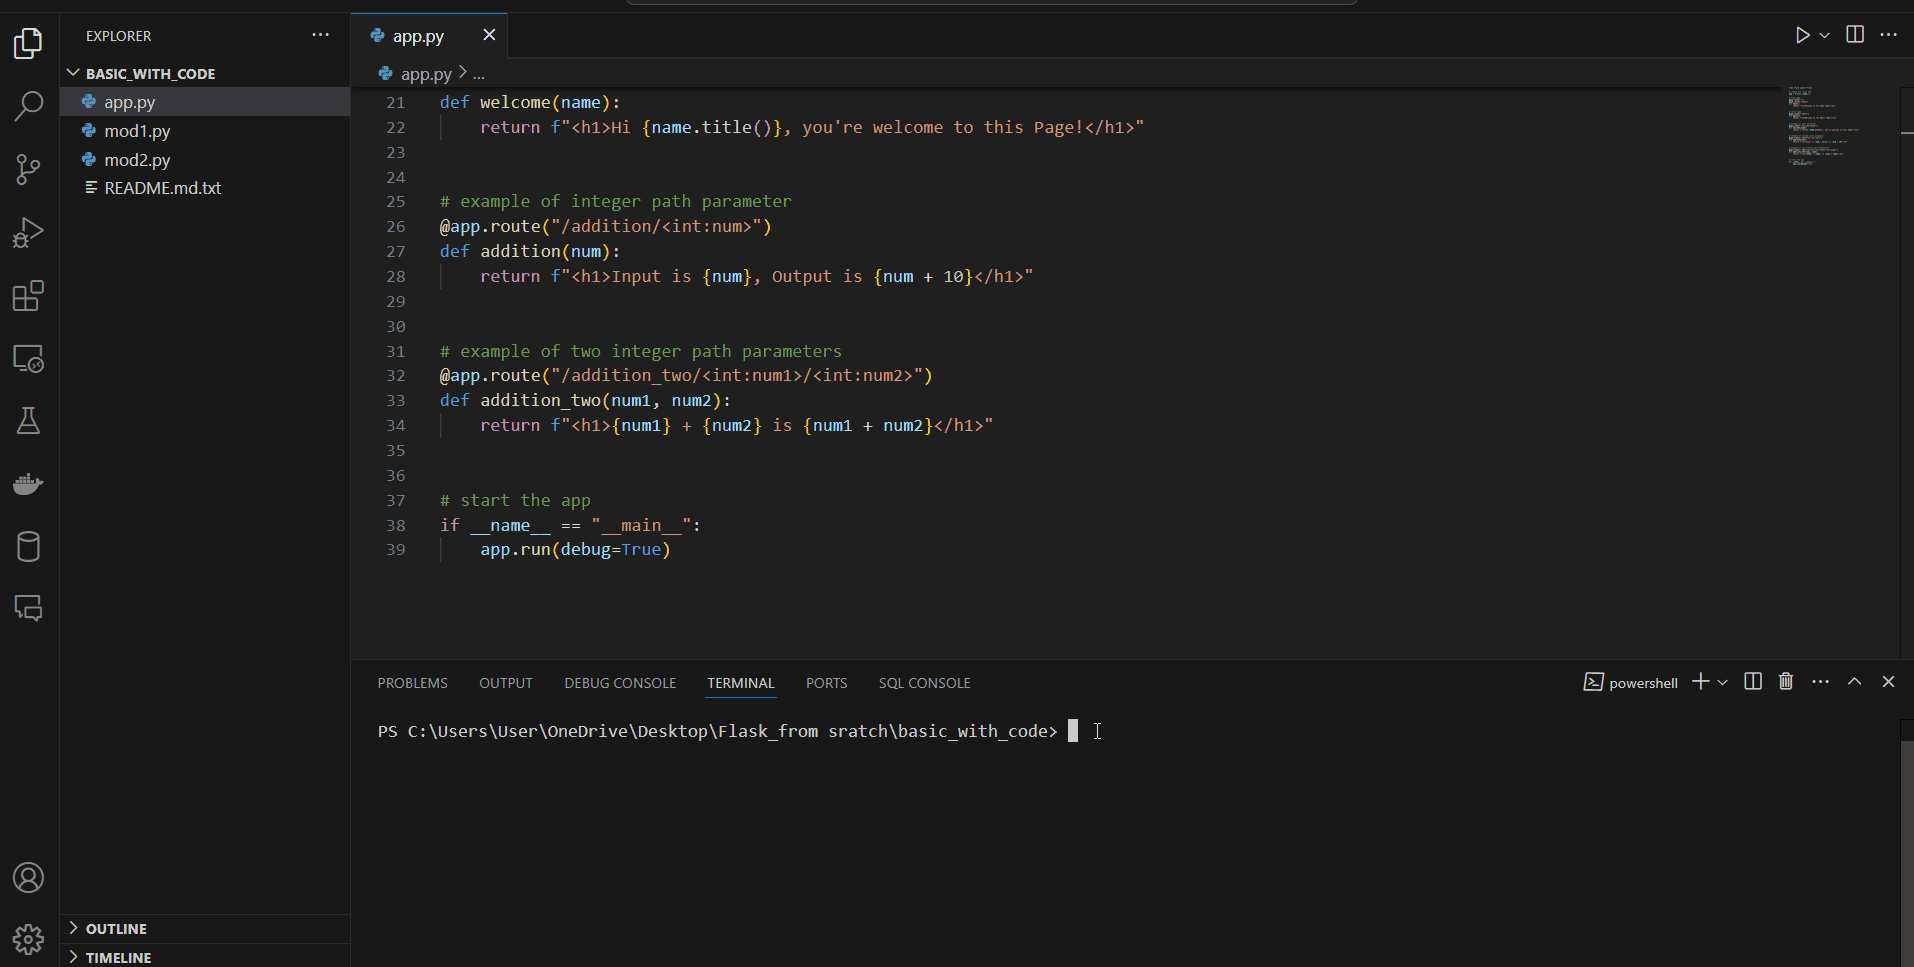 EXPLORER
BASIC_WITH_CODE
app.py
mod1.py
mod2.py
README.md.txt
OUTLINE
TIMELINE
app.py
app.py > ...
21 def welcome(name):
22     return f"<h1>Hi {name.title()}, you're welcome to this Page!</h1>"
23
24
25 # example of integer path parameter
26 @app.route("/addition/<int:num>")
27 def addition(num):
28     return f"<h1>Input is {num}, Output is {num + 10}</h1>"
29
30
31 # example of two integer path parameters
32 @app.route("/addition_two/<int:num1>/<int:num2>")
33 def addition_two(num1, num2):
34     return f"<h1>{num1} + {num2} is {num1 + num2}</h1>"
35
36
37 # start the app
38 if __name__ == "__main__":
39     app.run(debug=True)
PROBLEMS OUTPUT DEBUG CONSOLE TERMINAL PORTS SQL CONSOLE
powershell
PS C:\Users\User\OneDrive\Desktop\Flask_from sratch\basic_with_code>